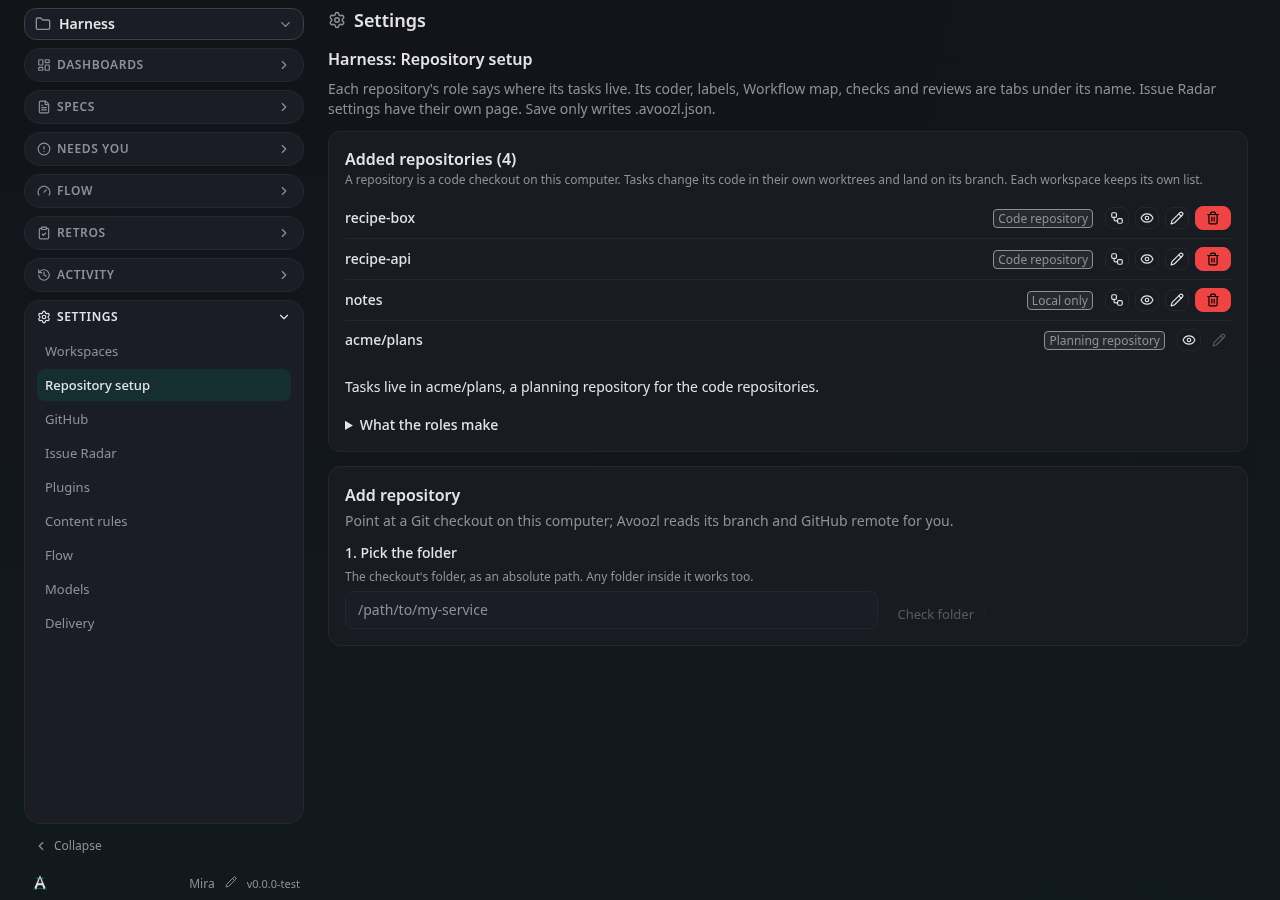 Harness
DASHBOARDS
SPECS
NEEDS YOU
FLOW
RETROS
ACTIVITY
SETTINGS
Workspaces
Repository setup
GitHub
Issue Radar
Plugins
Content rules
Flow
Models
Delivery
Collapse
Mira
v0.0.0-test
Settings
Harness: Repository setup
Each repository's role says where its tasks live. Its coder, labels, Workflow map, checks and reviews are tabs under its name. Issue Radar
settings have their own page. Save only writes .avoozl.json.
Added repositories (4)
A repository is a code checkout on this computer. Tasks change its code in their own worktrees and land on its branch. Each workspace keeps its own list.
recipe-box Code repository
recipe-api Code repository
notes Local only
acme/plans Planning repository
Tasks live in acme/plans, a planning repository for the code repositories.
What the roles make
Add repository
Point at a Git checkout on this computer; Avoozl reads its branch and GitHub remote for you.
1. Pick the folder
The checkout's folder, as an absolute path. Any folder inside it works too.
/path/to/my-service
Check folder